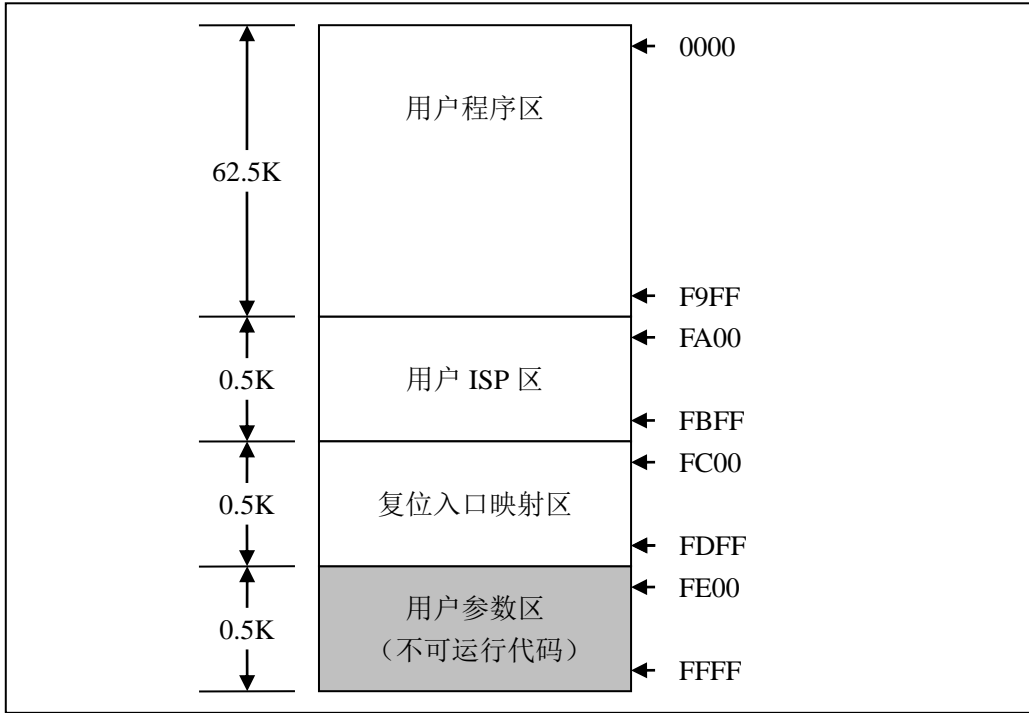 0000
用户程序区
62.5K
F9FF
FA00
0.5K
用户 ISP 区
FBFF
FC00
0.5K
复位入口映射区
FDFF
FE00
用户参数区
0.5K
（不可运行代码）
FFFF